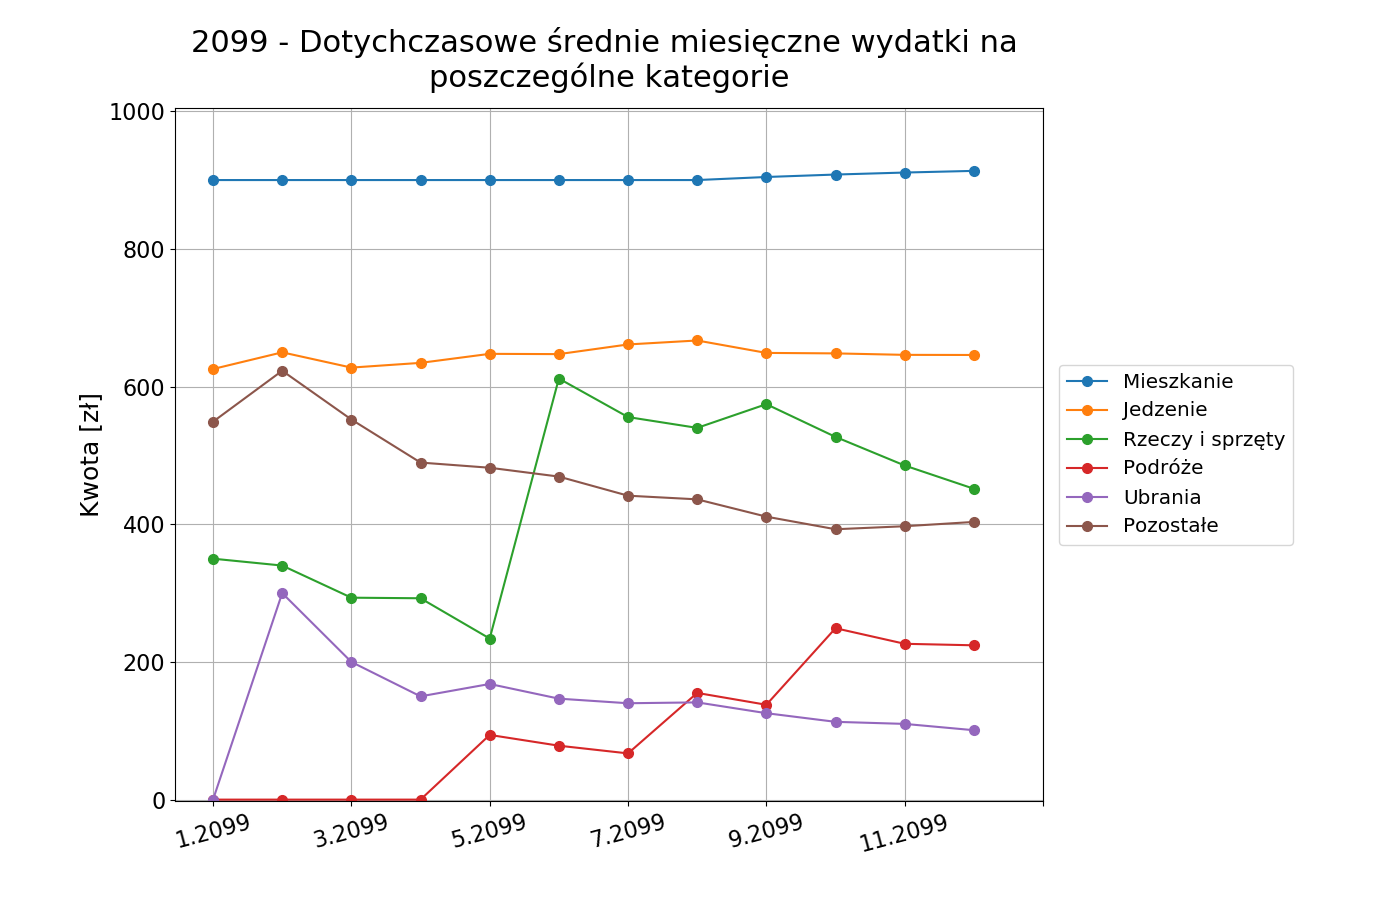 2099 - Dotychczasowe średnie miesięczne wydatki na
poszczególne kategorie
Kwota [zł]
1000
800
600
400
200
0
1.2099
3.2099
5.2099
7.2099
9.2099
11.2099
Mieszkanie
Jedzenie
Rzeczy i sprzęty
Podróże
Ubrania
Pozostałe